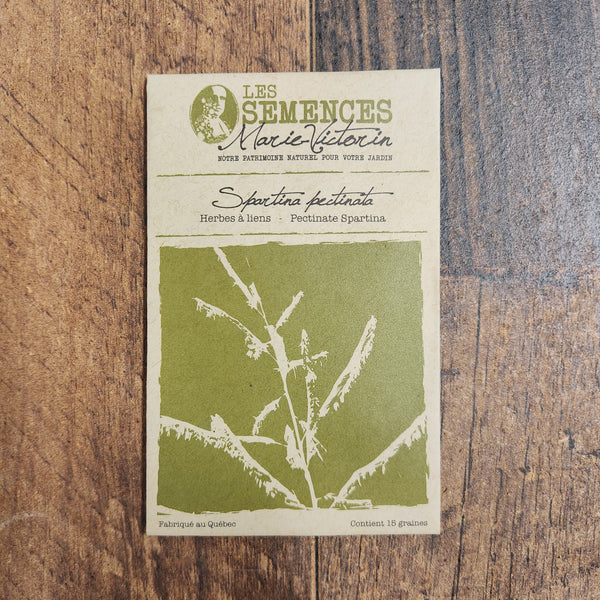 LES
SEMENCES
Marie-Victorin
NOTRE PATRIMOINE NATUREL POUR VOTRE JARDIN
Spartina pectinata
Herbes à liens - Pectinate Spartina
Fabriqué au Québec
Contient 15 graines